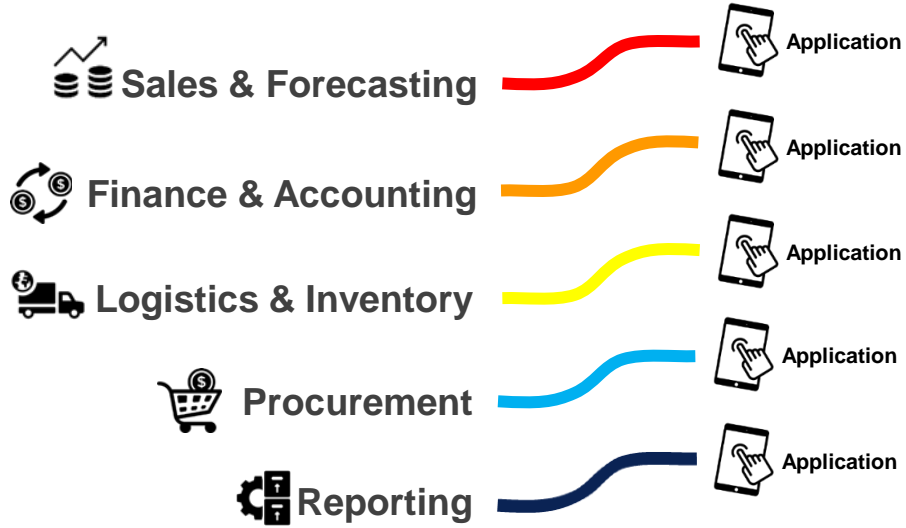 Sales & Forecasting
Application
Finance & Accounting
Application
Logistics & Inventory
Application
Procurement
Application
Reporting
Application